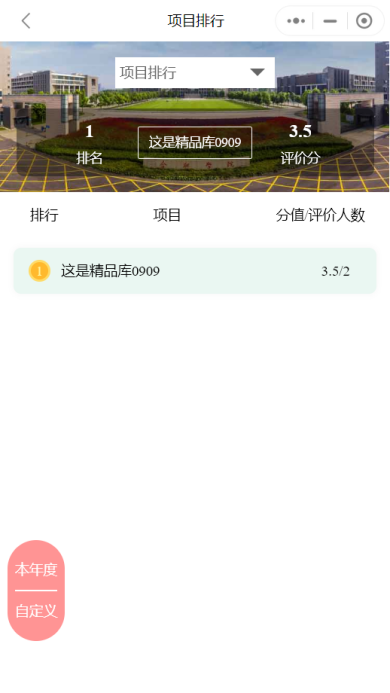 项目排行
项目排行
1
排名
这是精品库0909
3.5
评价分
排行 项目 分值/评价人数
1 这是精品库0909 3.5/2
本年度
自定义